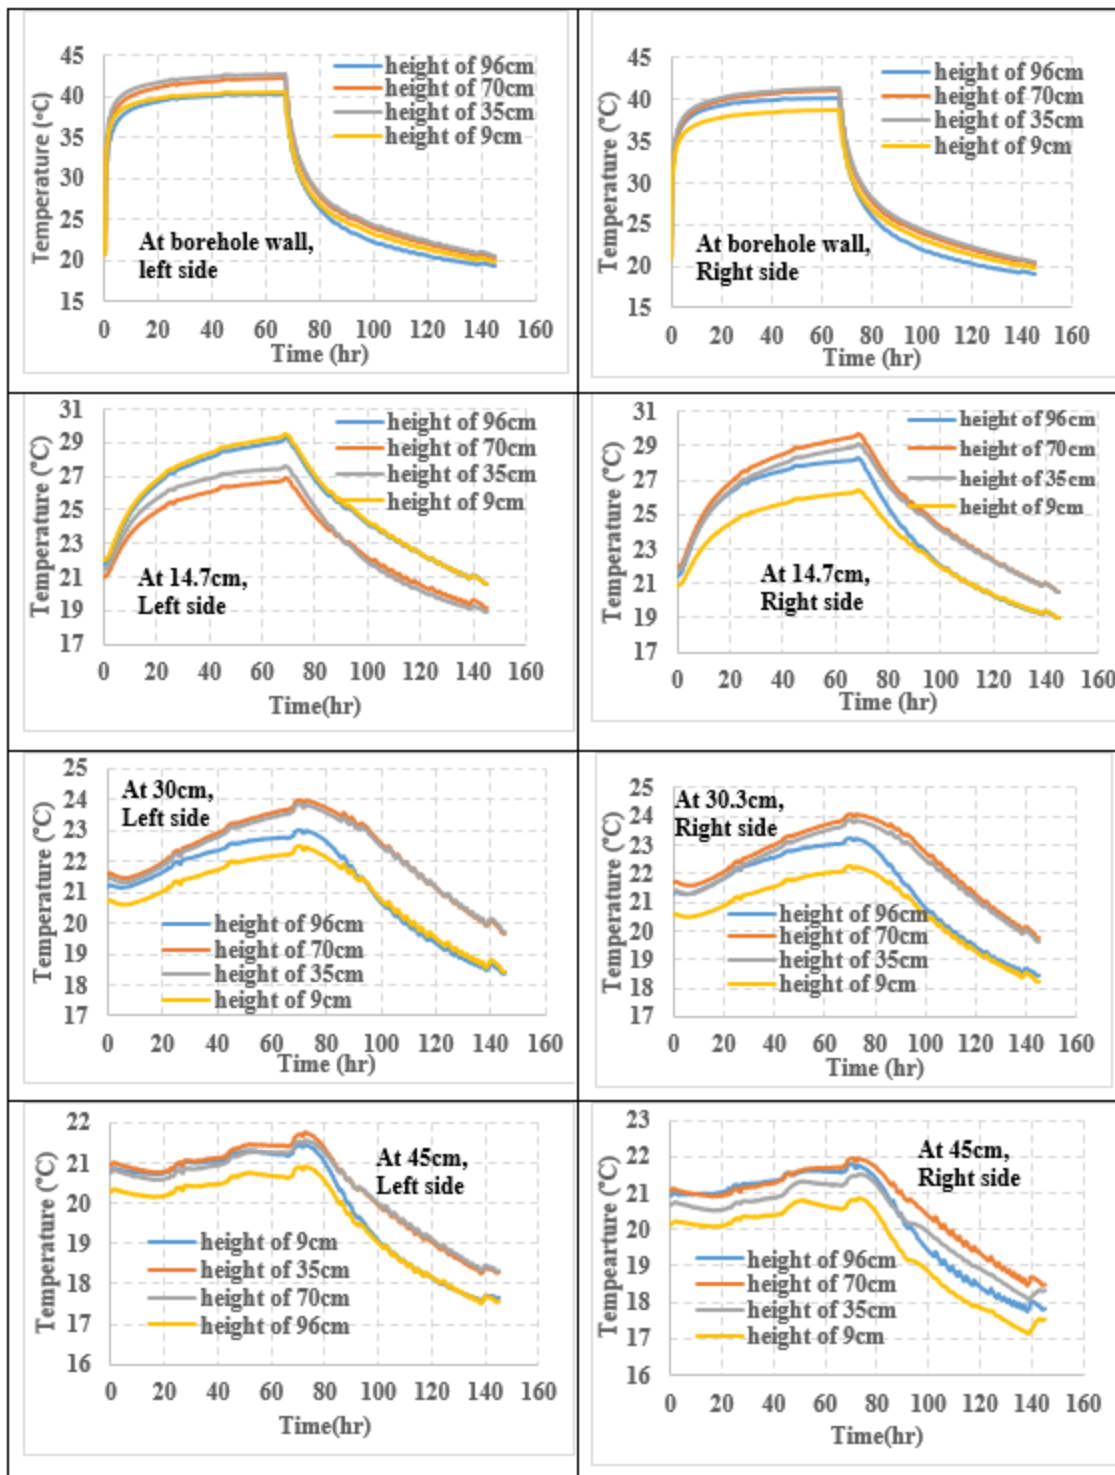 45
40
35
30
25
20
15
Temperature (°C)
height of 96cm
height of 70cm
height of 35cm
height of 9cm
At borehole wall,
left side
0 20 40 60 80 100 120 140 160
Time (hr)
45
40
35
30
25
20
15
Temperature (°C)
height of 96cm
height of 70cm
height of 35cm
height of 9cm
At borehole wall,
Right side
0 20 40 60 80 100 120 140 160
Time (hr)
31
29
27
25
23
21
19
17
Temperature (°C)
height of 96cm
height of 70cm
height of 35cm
height of 9cm
At 14.7cm,
Left side
0 20 40 60 80 100 120 140 160
Time(hr)
31
29
27
25
23
21
19
17
Temperature (°C)
height of 96cm
height of 70cm
height of 35cm
height of 9cm
At 14.7cm,
Right side
0 20 40 60 80 100 120 140 160
Time (hr)
25
24
23
22
21
20
19
18
17
Temperature (°C)
At 30cm,
Left side
height of 96cm
height of 70cm
height of 35cm
height of 9cm
0 20 40 60 80 100 120 140 160
Time (hr)
25
24
23
22
21
20
19
18
17
Temperature (°C)
At 30.3cm,
Right side
height of 96cm
height of 70cm
height of 35cm
height of 9cm
0 20 40 60 80 100 120 140 160
Time (hr)
22
21
20
19
18
17
16
Temperature (°C)
At 45cm,
Left side
height of 9cm
height of 35cm
height of 70cm
height of 96cm
0 20 40 60 80 100 120 140 160
Time(hr)
23
22
21
20
19
18
17
16
Tempearture (°C)
At 45cm,
Right side
height of 96cm
height of 70cm
height of 35cm
height of 9cm
0 20 40 60 80 100 120 140 160
Time(hr)